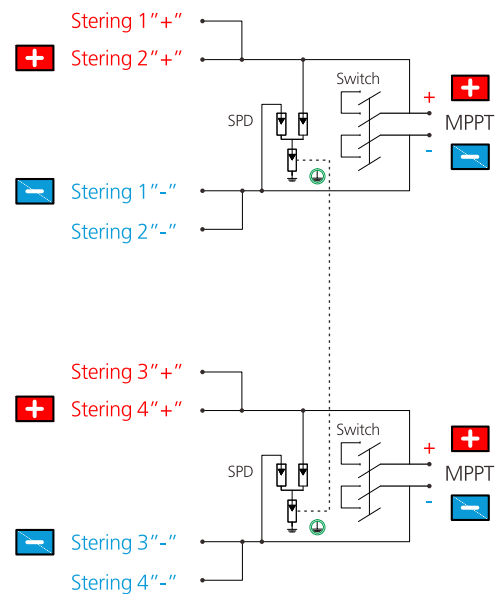 Stering 1"+"
Stering 2"+"
Switch
+
SPD
MPPT
-
Stering 1"-"
Stering 2"-"
Stering 3"+"
Stering 4"+"
Switch
+
SPD
MPPT
-
Stering 3"-"
Stering 4"-"